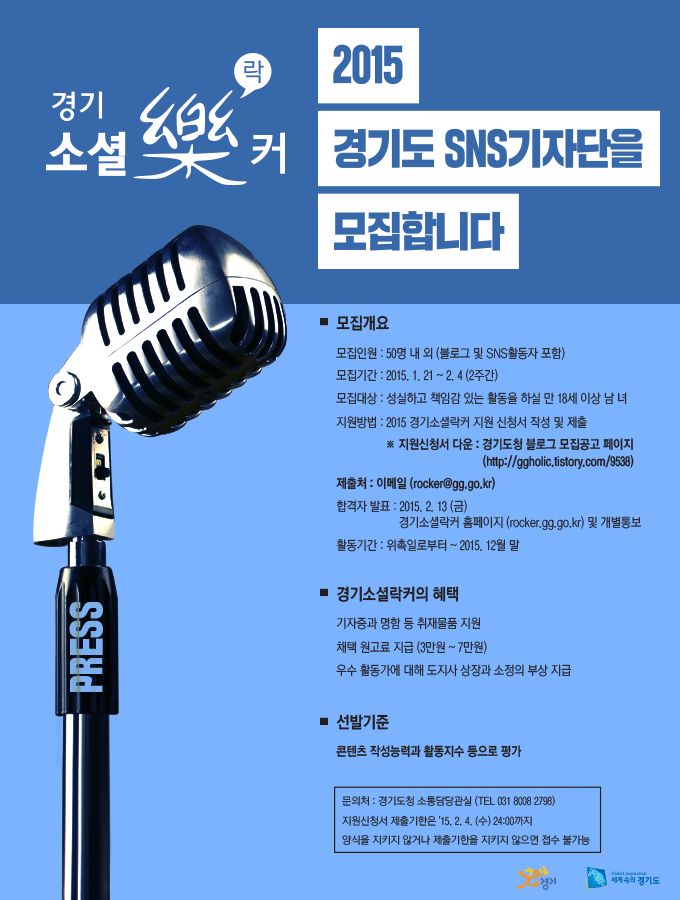 경기
락
소셜樂커
2015
경기도 SNS기자단을
모집합니다
■ 모집개요
모집인원 : 50명 내 외 (블로그 및 SNS활동자 포함)
모집기간 : 2015. 1. 21 ~ 2. 4 (2주간)
모집대상 : 성실하고 책임감 있는 활동을 하실 만 18세 이상 남 녀
지원방법 : 2015 경기소셜락커 지원 신청서 작성 및 제출
※ 지원신청서 다운 : 경기도청 블로그 모집공고 페이지
(http://ggholic.tistory.com/9538)
제출처 : 이메일 (rocker@gg.go.kr)
합격자 발표 : 2015. 2. 13 (금)
경기소셜락커 홈페이지 (rocker.gg.go.kr) 및 개별통보
활동기간 : 위촉일로부터 ~ 2015. 12월 말
■ 경기소셜락커의 혜택
기자증과 명함 등 취재물품 지원
채택 원고료 지급 (3만원 ~ 7만원)
우수 활동가에 대해 도지사 상장과 소정의 부상 지급
■ 선발기준
콘텐츠 작성능력과 활동지수 등으로 평가
문의처 : 경기도청 소통담당관실 (TEL 031 8008 2798)
지원신청서 제출기한은 '15. 2. 4. (수) 24:00까지
양식을 지키지 않거나 제출기한을 지키지 않으면 접수 불가능
PRESS
경기
Global Inspiration
세계속의 경기도